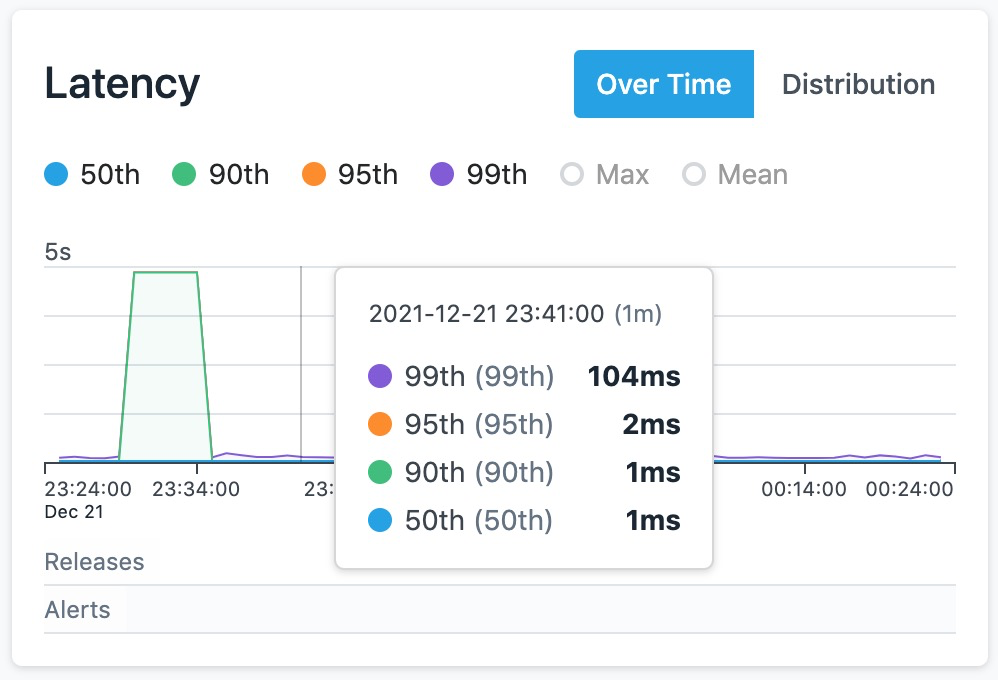 Latency
Over Time
Distribution
50th
90th
95th
99th
Max
Mean
5s
2021-12-21 23:41:00 (1m)
99th (99th) 104ms
95th (95th) 2ms
90th (90th) 1ms
50th (50th) 1ms
23:24:00 23:34:00 23: 00:14:00 00:24:00
Dec 21
Releases
Alerts